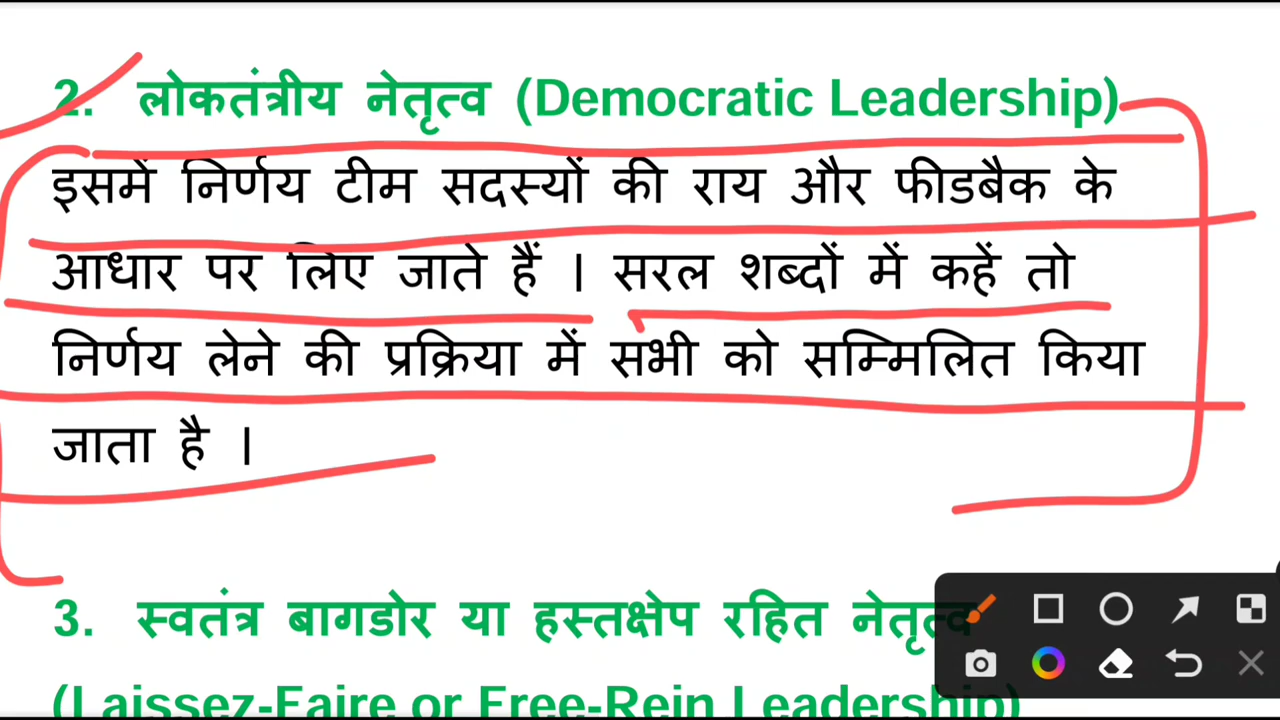 2. लोकतंत्रीय नेतृत्व (Democratic Leadership)
इसमें निर्णय टीम सदस्यों की राय और फीडबैक के
आधार पर लिए जाते हैं ।  सरल शब्दों में कहें तो
निर्णय लेने की प्रक्रिया में सभी को सम्मिलित किया
जाता है ।
3. स्वतंत्र बागडोर या हस्तक्षेप रहित नेतृत्व
(Laissez-Faire or Free-Rein Leadership)